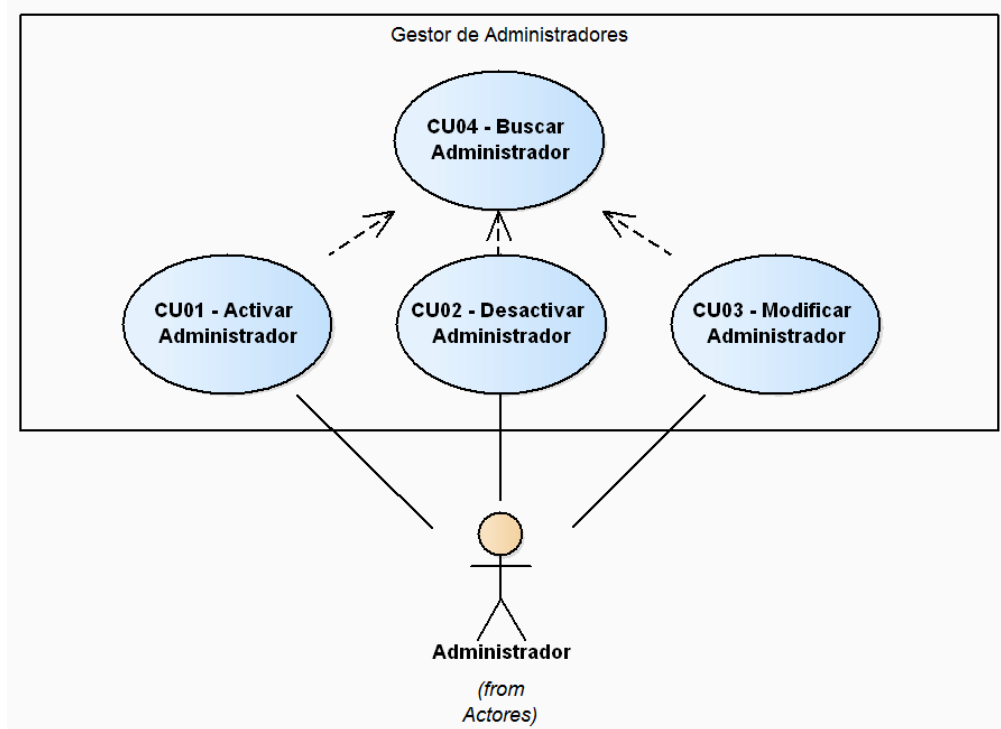 Gestor de Administradores
CU04 - Buscar
Administrador
CU01 - Activar
Administrador
CU02 - Desactivar
Administrador
CU03 - Modificar
Administrador
Administrador
(from
Actores)